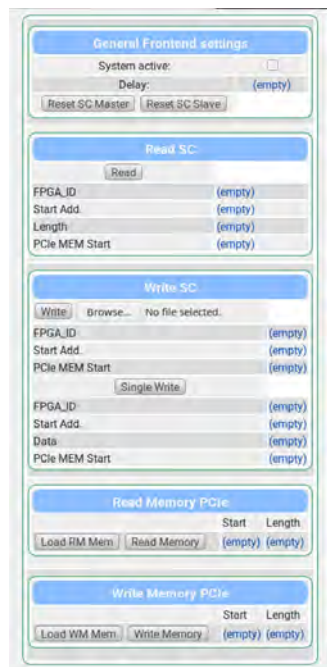 General Frontend settings
System active:
Delay: (empty)
Reset SC Master Reset SC Slave
Read SC
Read
FPGA_ID (empty)
Start Add. (empty)
Length (empty)
PCIe MEM Start (empty)
Write SC
Write Browse... No file selected.
FPGA_ID (empty)
Start Add. (empty)
PCIe MEM Start (empty)
Single Write
FPGA_ID (empty)
Start Add. (empty)
Data (empty)
PCIe MEM Start (empty)
Read Memory PCIe
Start Length
Load RM Mem Read Memory (empty) (empty)
Write Memory PCIe
Start Length
Load WM Mem Write Memory (empty) (empty)